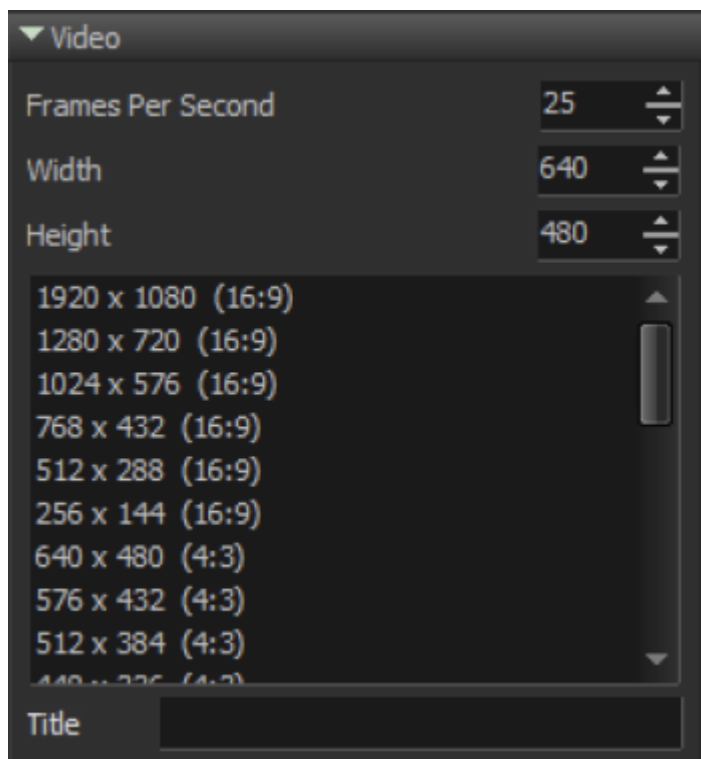 Video
Frames Per Second 25
Width 640
Height 480
1920 x 1080 (16:9)
1280 x 720 (16:9)
1024 x 576 (16:9)
768 x 432 (16:9)
512 x 288 (16:9)
256 x 144 (16:9)
640 x 480 (4:3)
576 x 432 (4:3)
512 x 384 (4:3)
Title